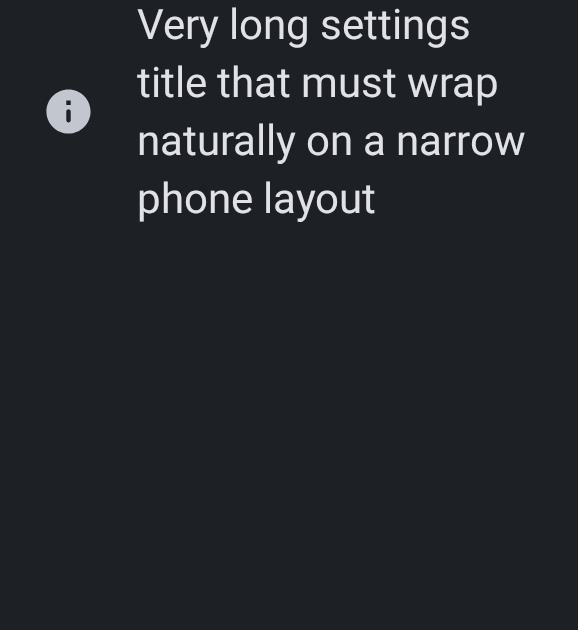 Very long settings
title that must wrap
naturally on a narrow
phone layout